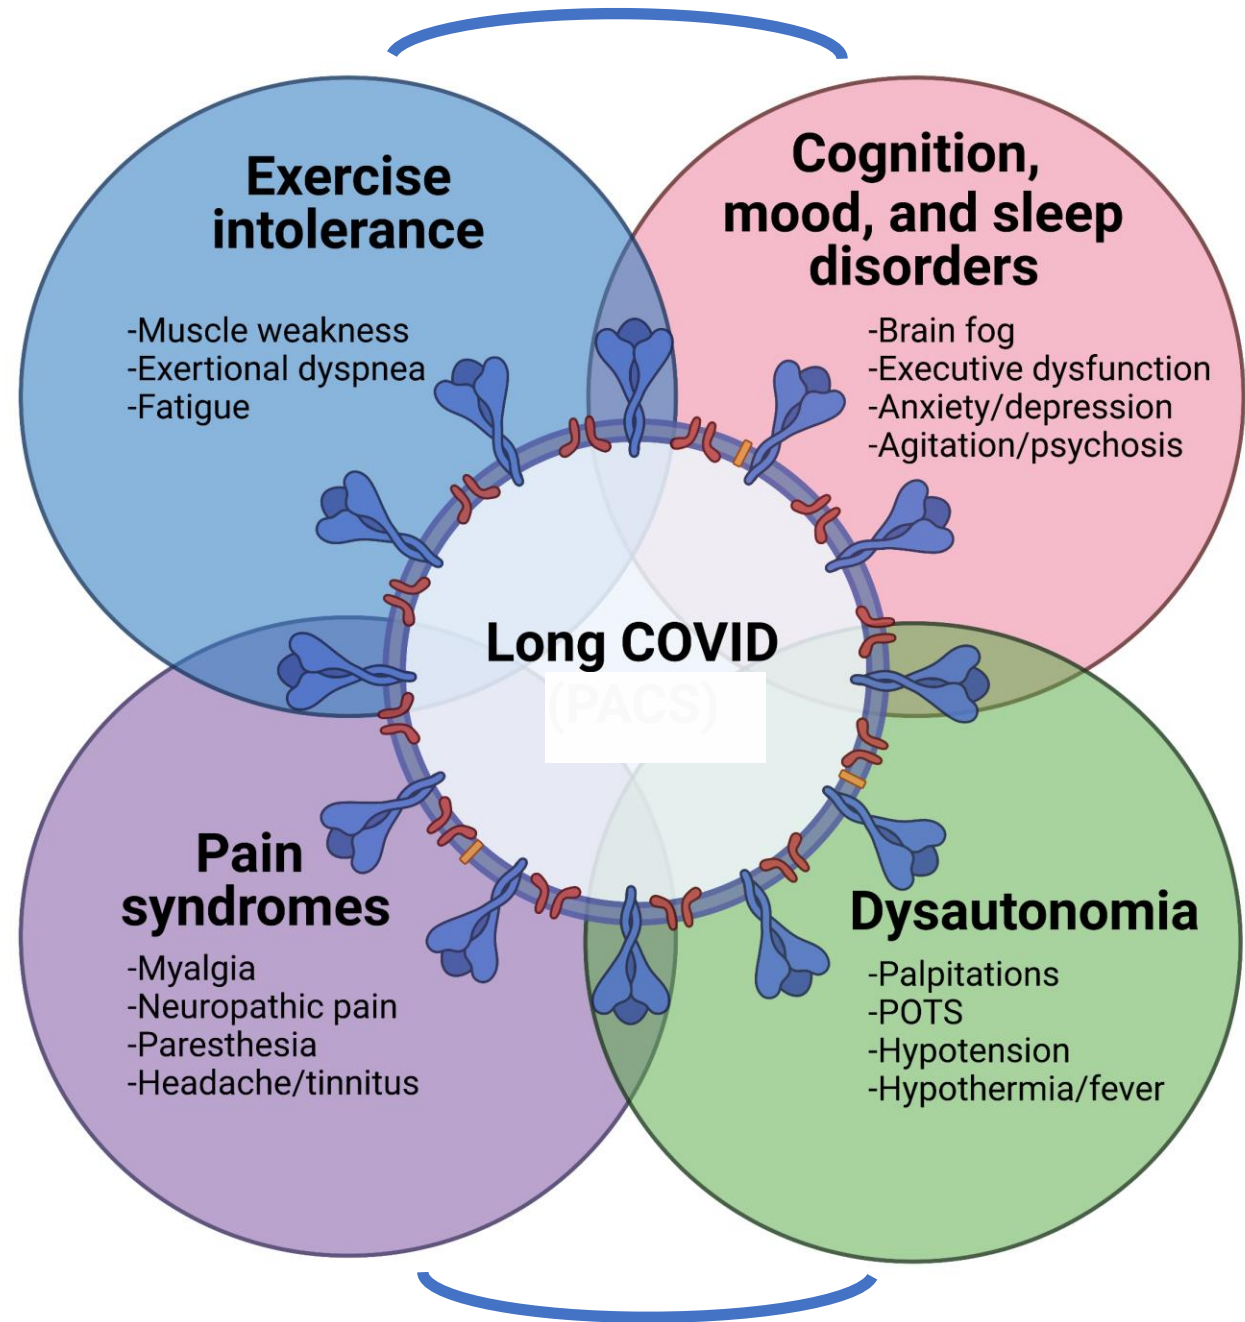 Exercise
intolerance
-Muscle weakness
-Exertional dyspnea
-Fatigue
Cognition,
mood, and sleep
disorders
-Brain fog
-Executive dysfunction
-Anxiety/depression
-Agitation/psychosis
Long COVID
(PACS)
Pain
syndromes
-Myalgia
-Neuropathic pain
-Paresthesia
-Headache/tinnitus
Dysautonomia
-Palpitations
-POTS
-Hypotension
-Hypothermia/fever